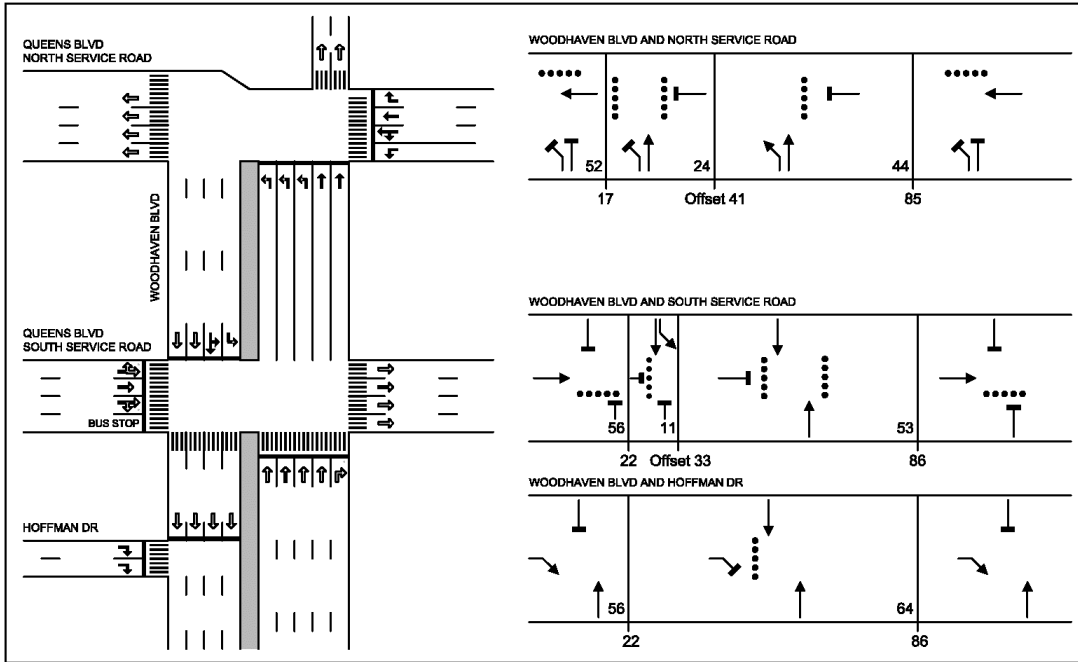 QUEENS BLVD
NORTH SERVICE ROAD
WOODHAVEN BLVD
QUEENS BLVD
SOUTH SERVICE ROAD
BUS STOP
HOFFMAN DR
WOODHAVEN BLVD AND NORTH SERVICE ROAD
52 24 44
17 Offset 41 85
WOODHAVEN BLVD AND SOUTH SERVICE ROAD
56 11 53
22 Offset 33 86
WOODHAVEN BLVD AND HOFFMAN DR
56 64
22 86